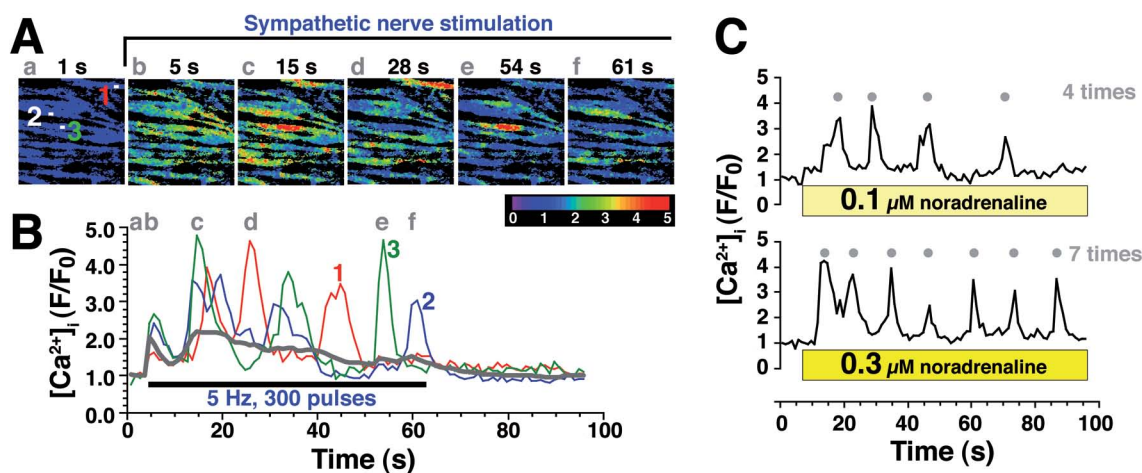 A
Sympathetic nerve stimulation
a 1 s b 5 s c 15 s d 28 s e 54 s f 61 s
1
2
3
0 1 2 3 4 5
B
a b c d e f
5.0
4.0
3.0
2.0
1.0
0.0
[Ca²⁺]ᵢ (F/F₀)
3
1
2
5 Hz, 300 pulses
0 20 40 60 80 100
Time (s)
C
5
4
3
2
1
0
4 times
0.1 µM noradrenaline
[Ca²⁺]ᵢ (F/F₀)
5
4
3
2
1
0
7 times
0.3 µM noradrenaline
0 20 40 60 80 100
Time (s)